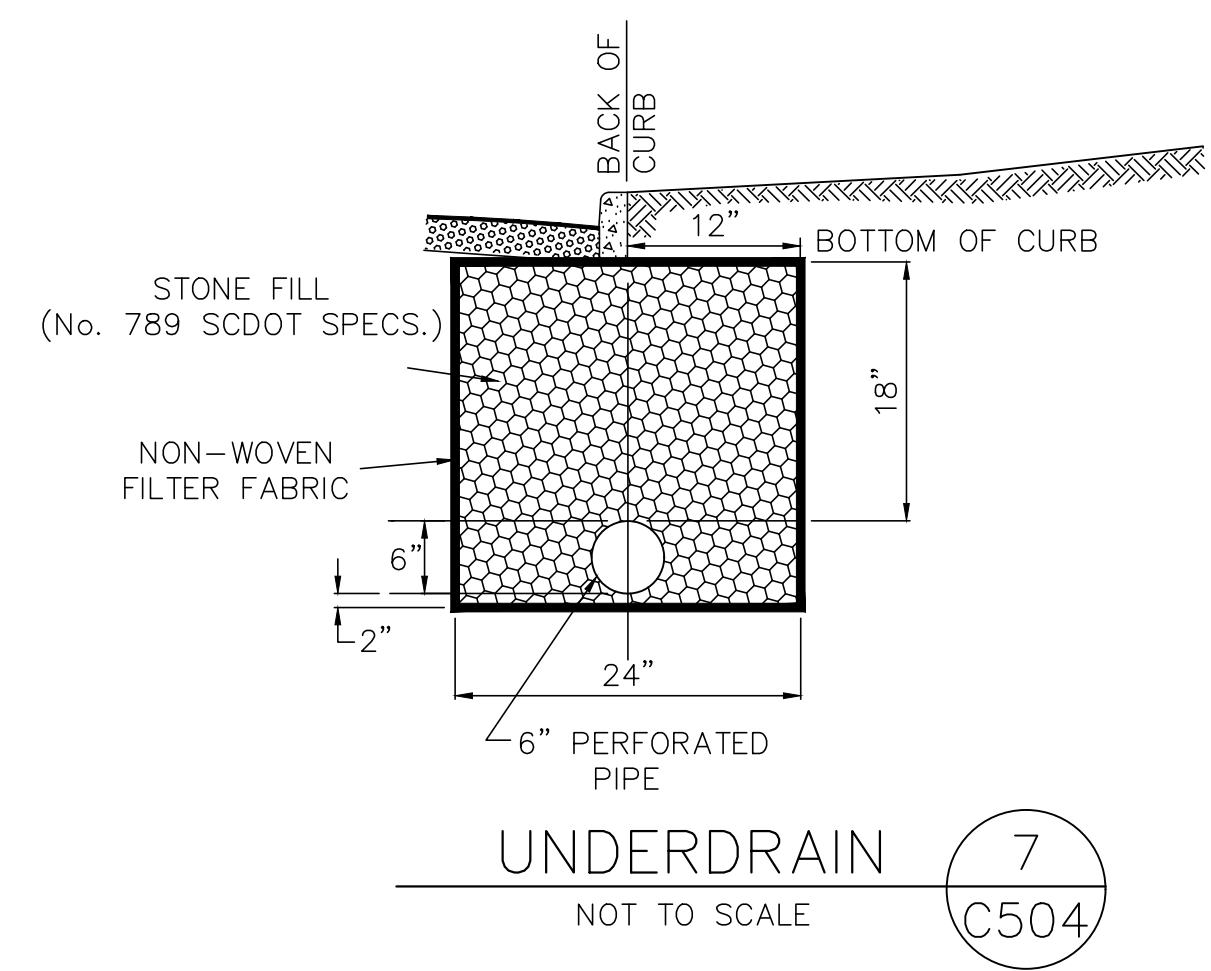 BACK OF
CURB
12”
BOTTOM OF CURB
STONE FILL
(No. 789 SCDOT SPECS.)
18”
NON-WOVEN
FILTER FABRIC
6”
2”
24”
6” PERFORATED
PIPE
UNDERDRAIN
7
NOT TO SCALE
C504